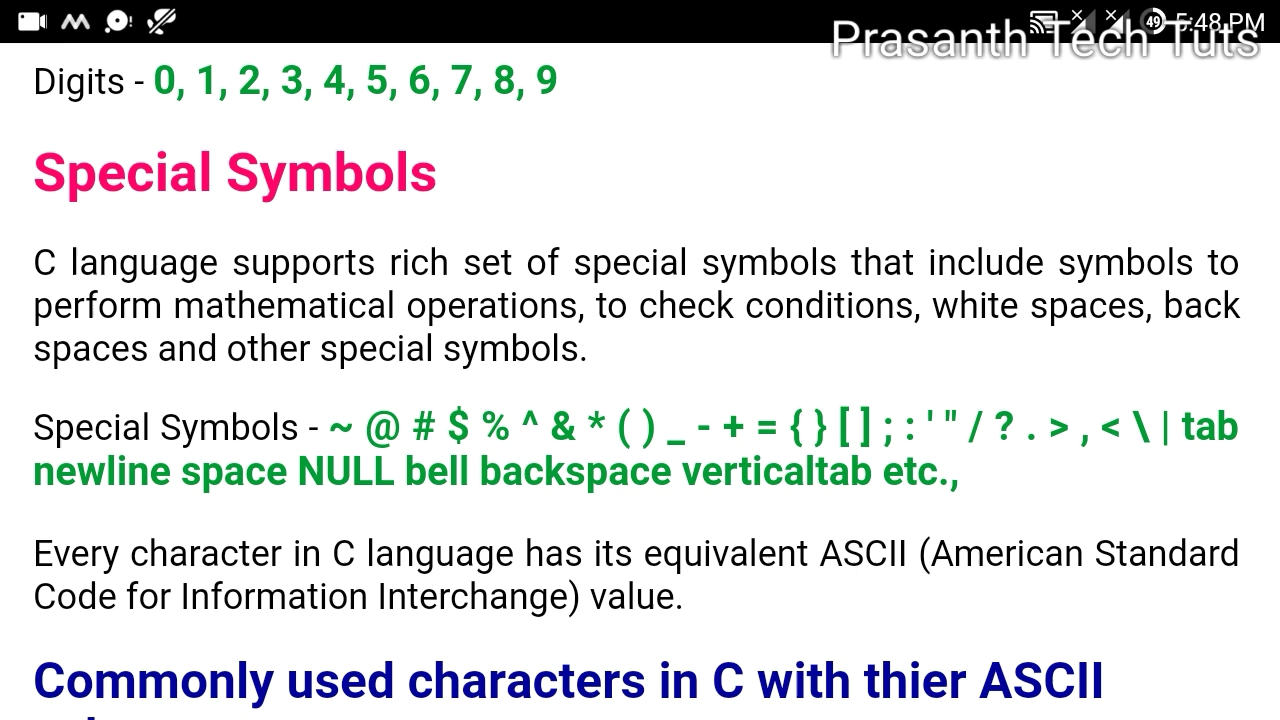 49 5:48 PM
Prasanth Tech Tuts
Digits - 0, 1, 2, 3, 4, 5, 6, 7, 8, 9
Special Symbols
C language supports rich set of special symbols that include symbols to
perform mathematical operations, to check conditions, white spaces, back
spaces and other special symbols.
Special Symbols - ~ @ # $ % ^ & * ( ) _ - + = { } [ ] ; : ' " / ? . > , < \ | tab
newline space NULL bell backspace verticaltab etc.,
Every character in C language has its equivalent ASCII (American Standard
Code for Information Interchange) value.
Commonly used characters in C with thier ASCII